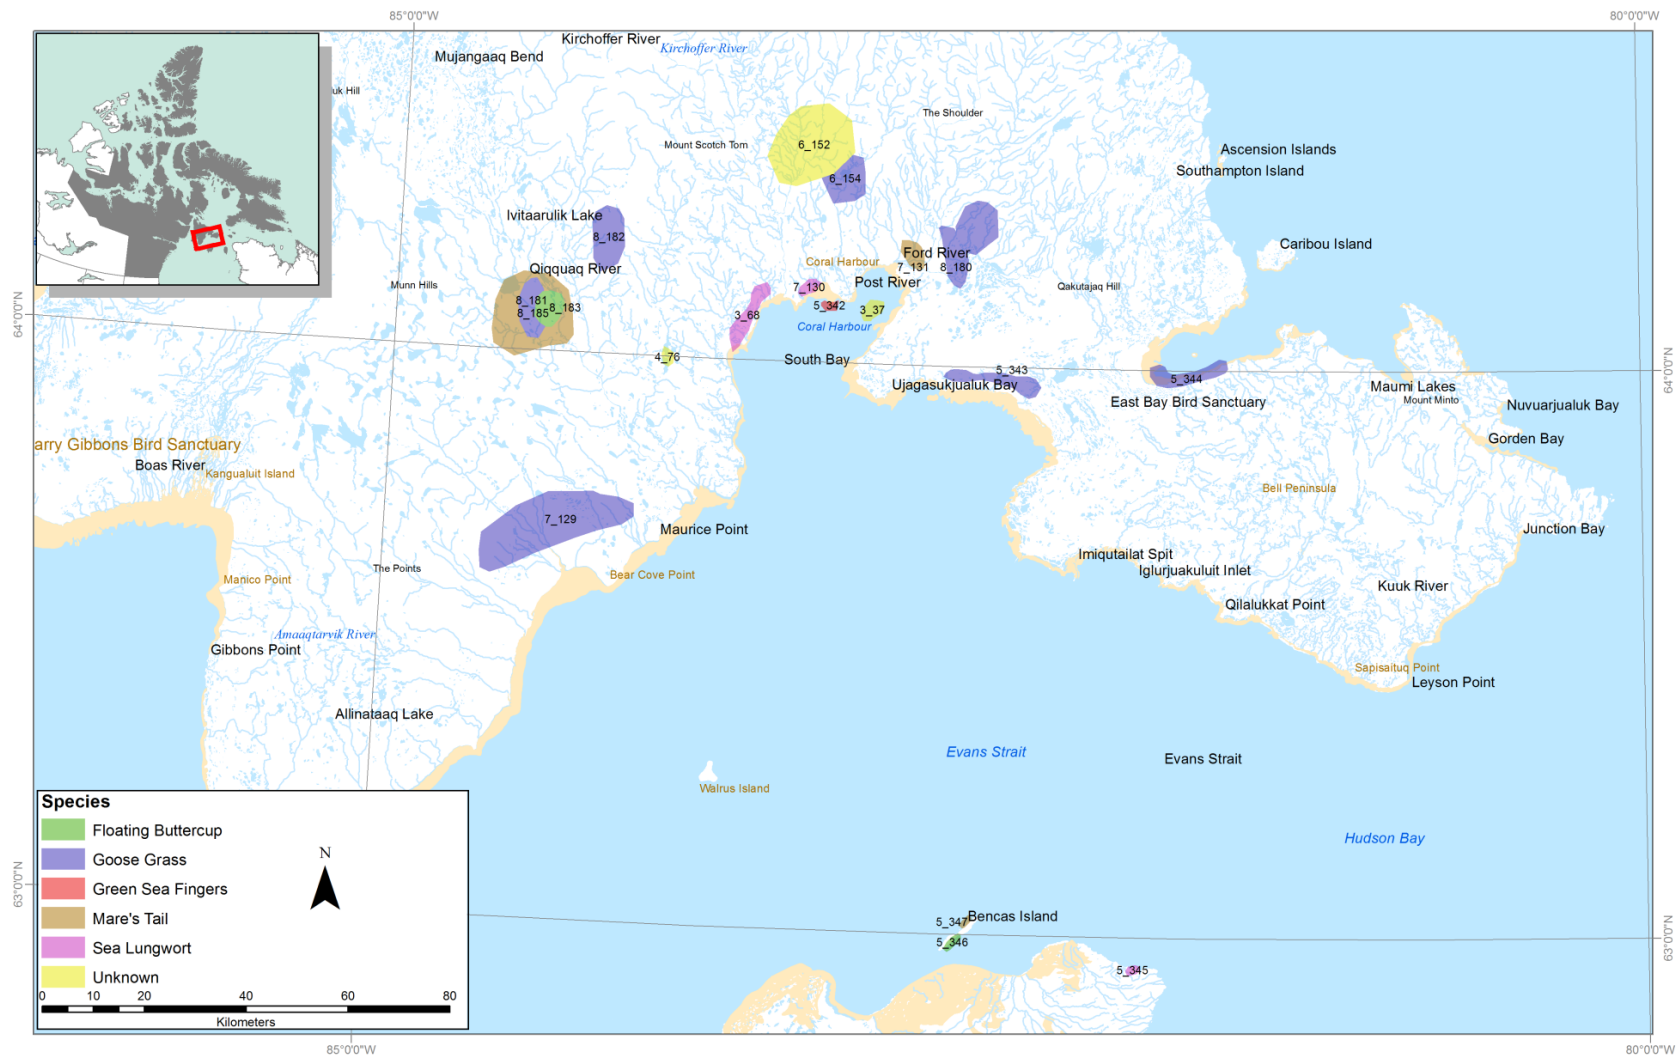 85°0'0"W
80°0'0"W
Kirchoffer River
Kirchoffer River
Mujangaaq Bend
uk Hill
The Shoulder
Mount Scotch Tom
6_152
Ascension Islands
Southampton Island
6_154
Ivitaarulik Lake
8_182
Caribou Island
Ford River
Coral Harbour
7_131
8_180
Qiqquaq River
Munn Hills
Post River
Qakutajaq Hill
7_130
8_181
8_183
8_185
5_342
3_37
3_68
Coral Harbour
64°0'0"N
64°0'0"N
4_76
South Bay
5_343
5_344
Ujagasukjualuk Bay
Maumi Lakes
Mount Minto
East Bay Bird Sanctuary
Nuvuarjualuk Bay
Gorden Bay
arry Gibbons Bird Sanctuary
Boas River
Kangualuit Island
Bell Peninsula
7_129
Maurice Point
Junction Bay
Imiqutailat Spit
The Points
Iglurjuakuluit Inlet
Manico Point
Bear Cove Point
Kuuk River
Qilalukkat Point
Amaaqtarvik River
Gibbons Point
Sapisaituq Point
Leyson Point
Allinataaq Lake
Evans Strait
Evans Strait
Walrus Island
Hudson Bay
Species
Floating Buttercup
Goose Grass
Green Sea Fingers
Mare's Tail
Sea Lungwort
Unknown
N
0 10 20 40 60 80
Kilometers
63°0'0"N
63°0'0"N
5_347
Bencas Island
5_346
5_345
85°0'0"W
80°0'0"W